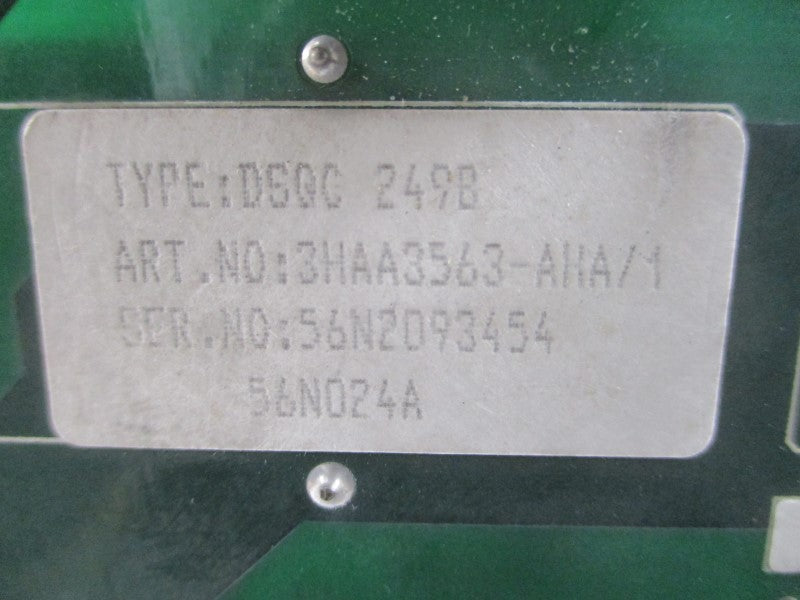 TYPE:DSQC 249B
ART.NO:3HAA3563-AHA/1
SER.NO:56N2093454
56N024A